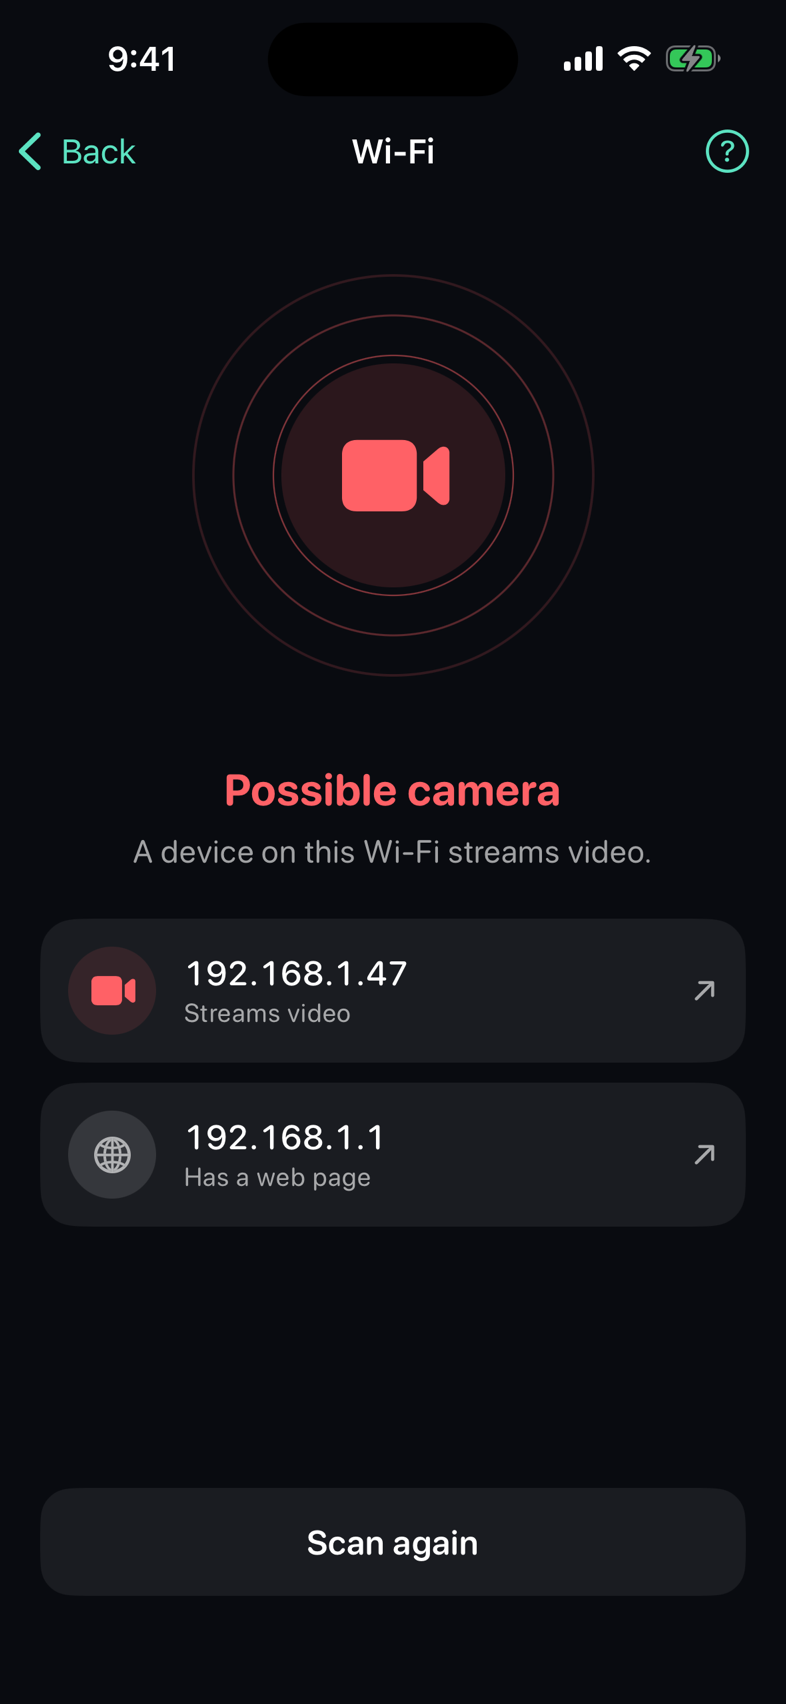 9:41
Back
Wi-Fi
?
Possible camera
A device on this Wi-Fi streams video.
192.168.1.47
Streams video
192.168.1.1
Has a web page
Scan again